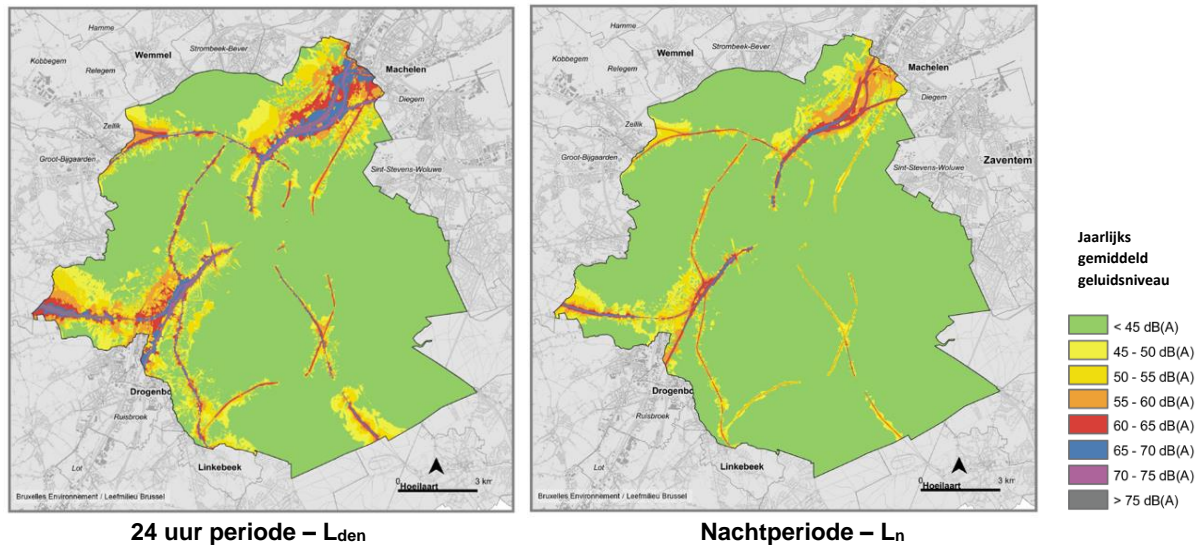 Hamme
Strombeek-Bever
Wemmel
Kobbegem
Relegem
Machelen
Diegem
Zellik
Groot-Bijgaarden
Sint-Stevens-Woluwe
Drogenbo
Ruisbroek
Lot
Linkebeek
Hoeilaart
3 km
Bruxelles Environnement / Leefmilieu Brussel
24 uur periode – Lden
Hamme
Strombeek-Bever
Wemmel
Kobbegem
Relegem
Machelen
Diegem
Zellik
Groot-Bijgaarden
Zaventem
Sint-Stevens-Woluwe
Drogenbo
Ruisbroek
Lot
Linkebeek
Hoeilaart
3 km
Bruxelles Environnement / Leefmilieu Brussel
Nachtperiode – Ln
Jaarlijks
gemiddeld
geluidsniveau
< 45 dB(A)
45 - 50 dB(A)
50 - 55 dB(A)
55 - 60 dB(A)
60 - 65 dB(A)
65 - 70 dB(A)
70 - 75 dB(A)
> 75 dB(A)